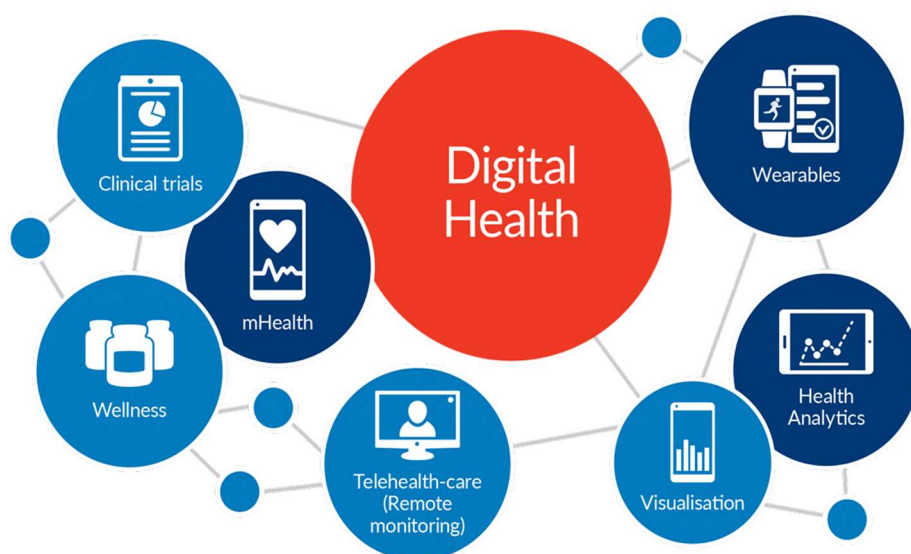 Digital
Health
Clinical trials
Wearables
mHealth
Wellness
Health
Analytics
Telehealth-care
(Remote
monitoring)
Visualisation